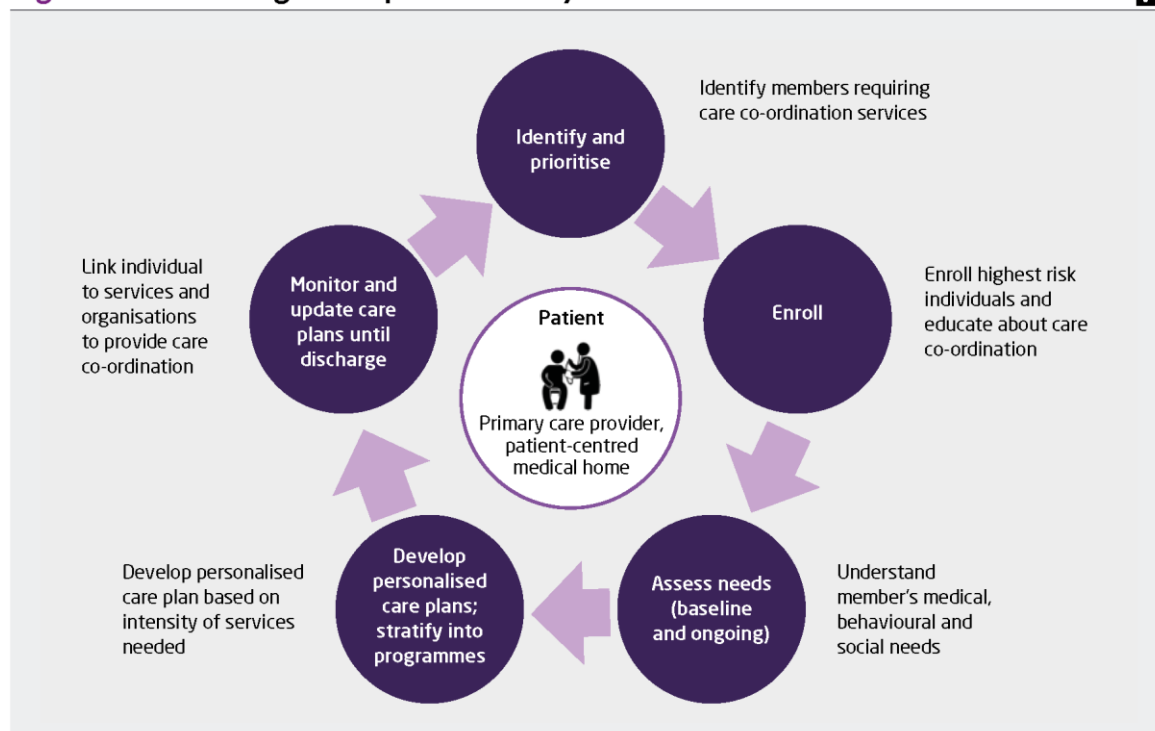 Identify and
prioritise
Identify members requiring
care co-ordination services
Enroll
Enroll highest risk
individuals and
educate about care
co-ordination
Assess needs
(baseline
and ongoing)
Understand
member's medical,
behavioural and
social needs
Develop
personalised
care plans;
stratify into
programmes
Develop personalised
care plan based on
intensity of services
needed
Monitor and
update care
plans until
discharge
Link individual
to services and
organisations
to provide care
co-ordination
Patient
Primary care provider,
patient-centred
medical home